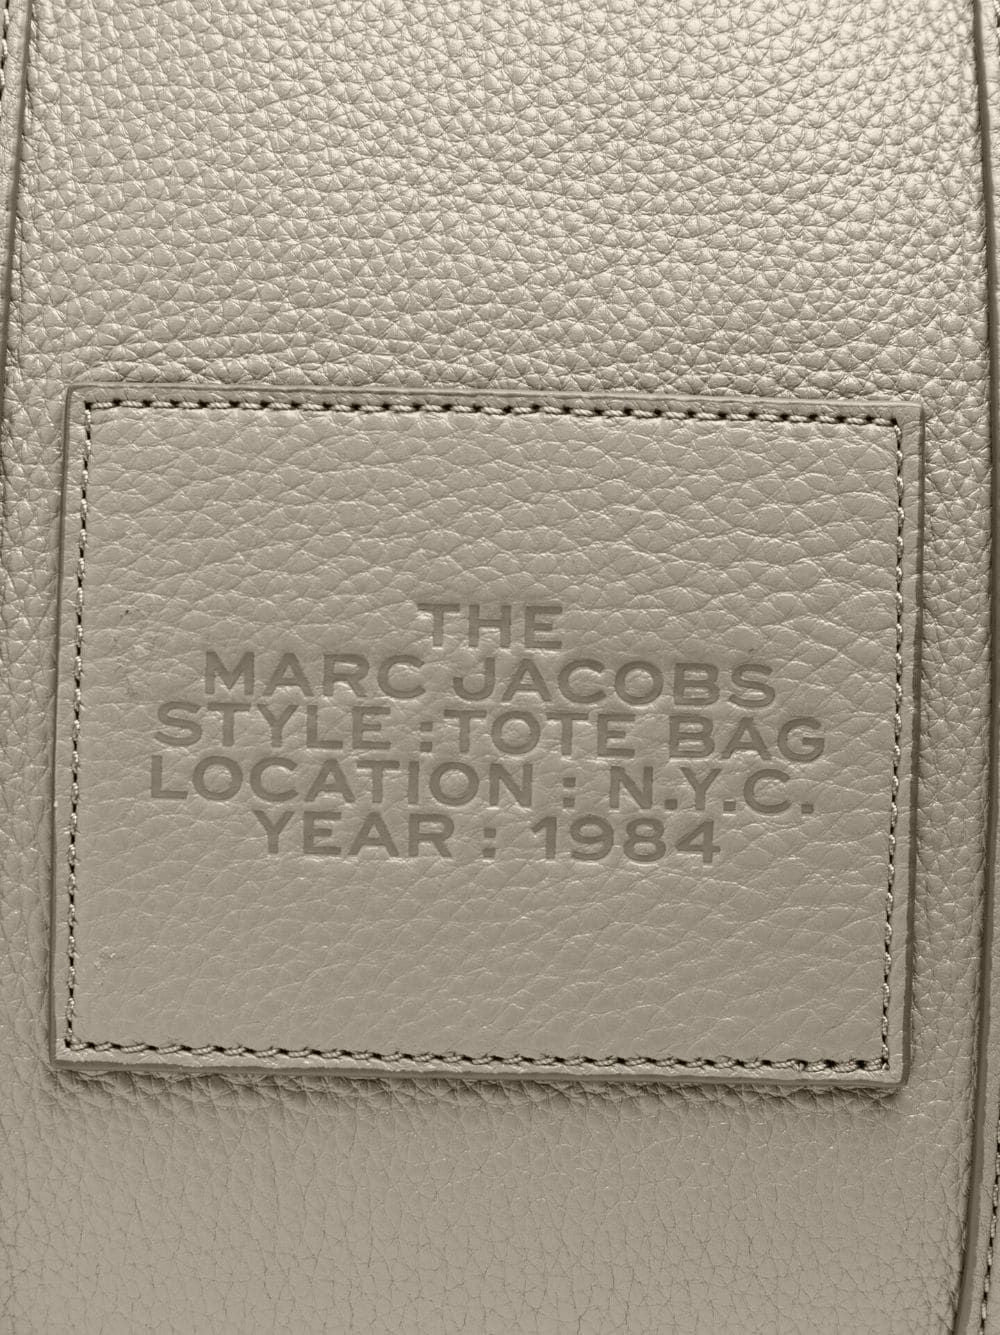 THE
MARC JACOBS
STYLE :TOTE BAG
LOCATION : N.Y.C.
YEAR : 1984